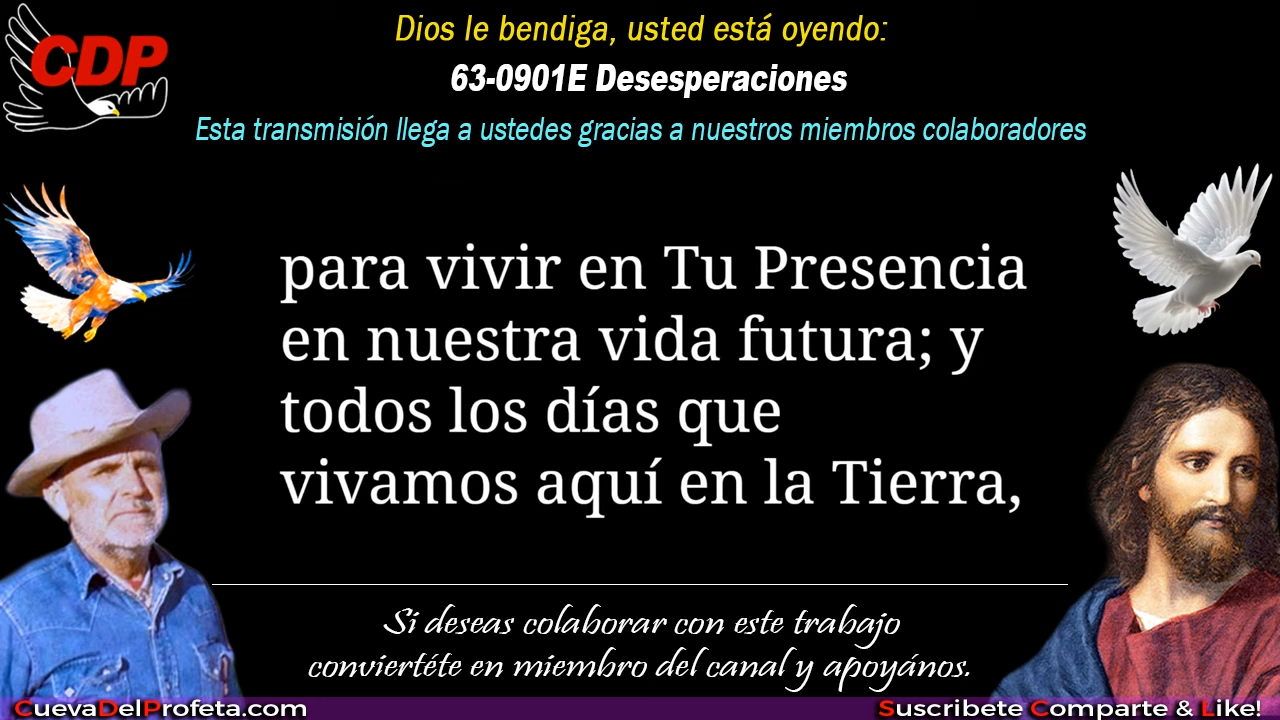 CDP
Dios le bendiga, usted está oyendo:
63-0901E Desesperaciones
Esta transmisión llega a ustedes gracias a nuestros miembros colaboradores
para vivir en Tu Presencia
en nuestra vida futura; y
todos los días que
vivamos aquí en la Tierra,
Si deseas colaborar con este trabajo
conviertéte en miembro del canal y apoyános.
CuevaDelProfeta.com
Suscribete Comparte & Like!